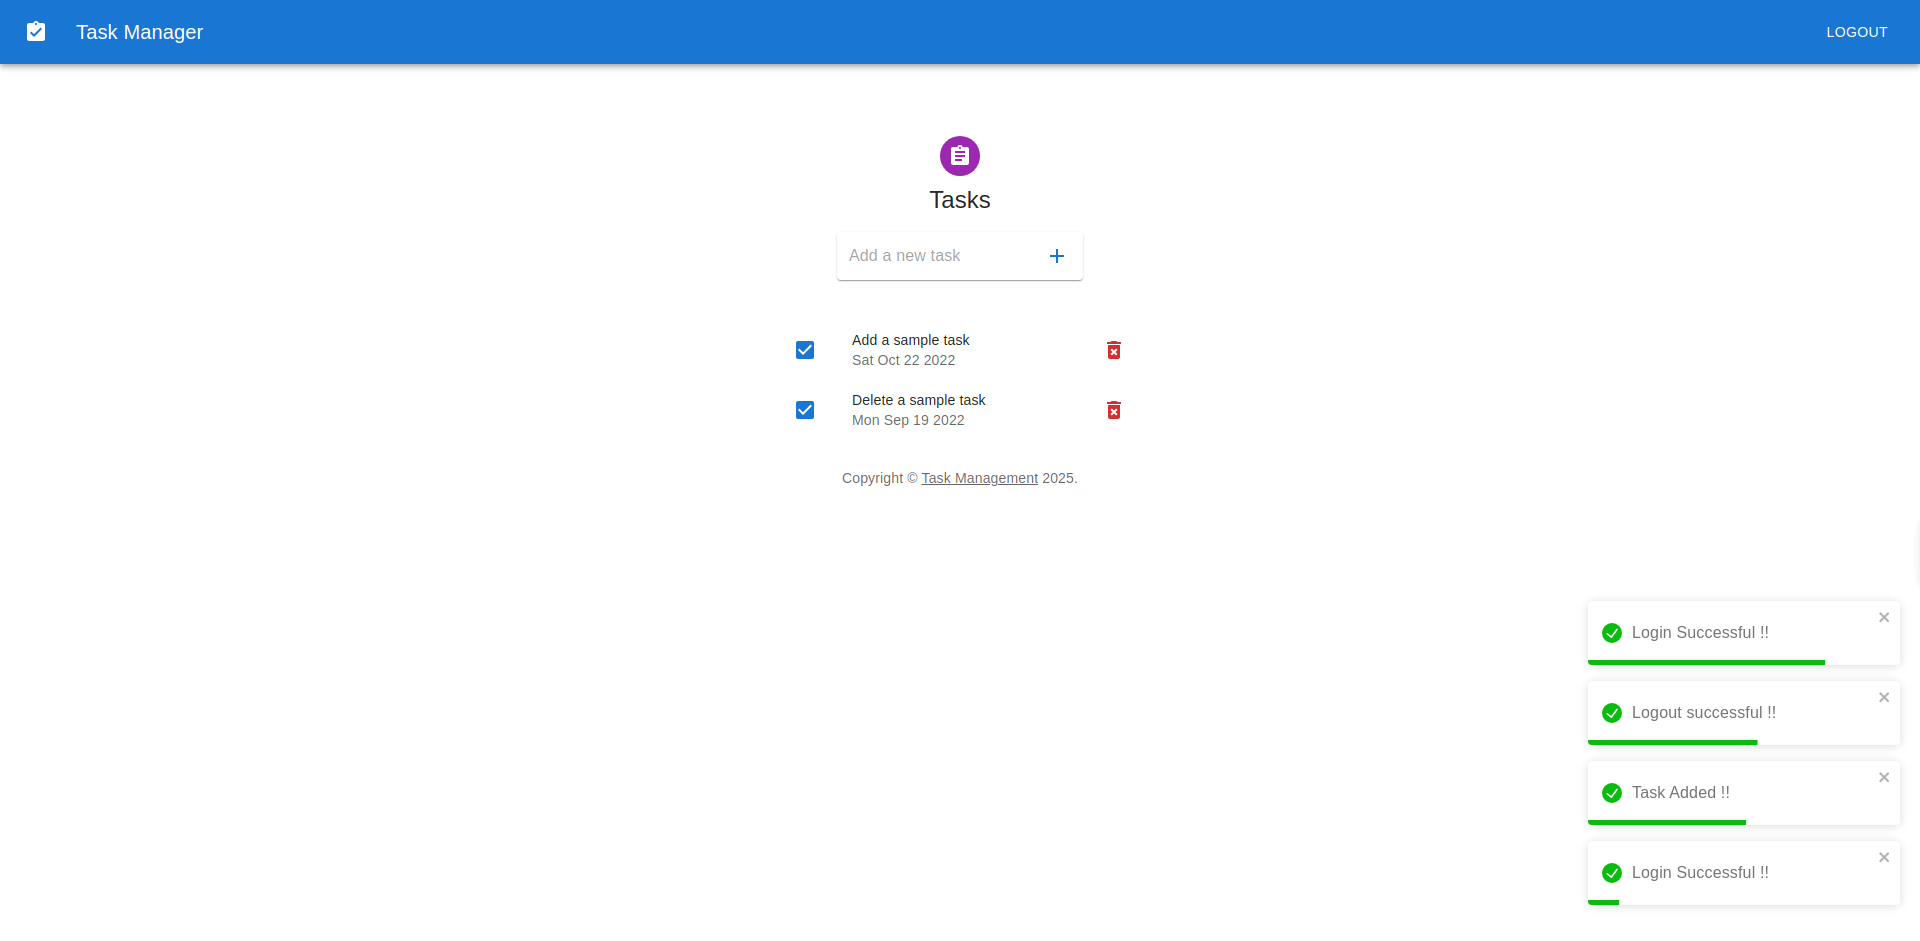 Task Manager
LOGOUT
Tasks
Add a new task
Add a sample task
Sat Oct 22 2022
Delete a sample task
Mon Sep 19 2022
Copyright © Task Management 2025.
Login Successful !!
Logout successful !!
Task Added !!
Login Successful !!